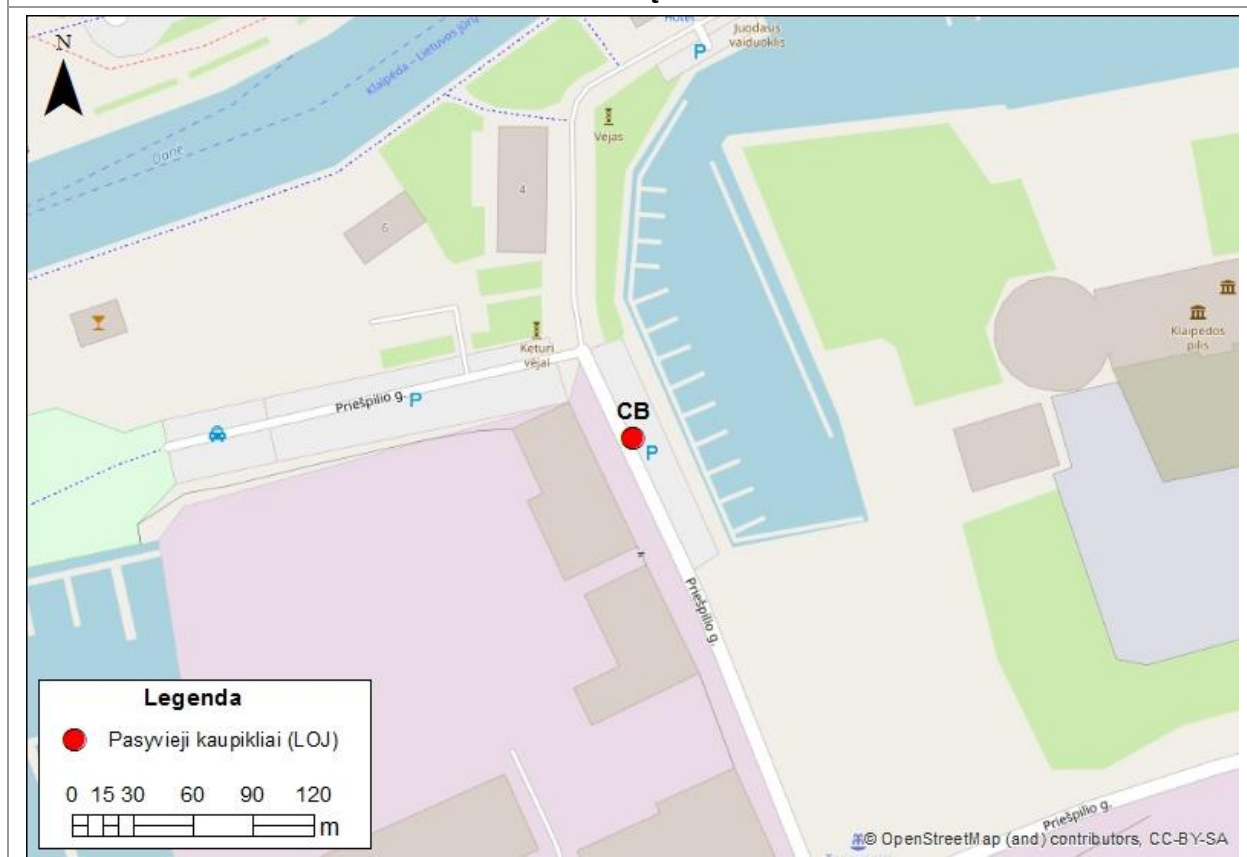 Hotel
Juodasis
vaiduoklis
P
N
Klaipėda - Lietuvos jūrų
Danė
Vėjas
4
6
Keturi
vėjai
Klaipėdos
pilis
Priešpilio g.
P
CB
P
Priešpilio g.
Legenda
Pasyvieji kaupikliai (LOJ)
0 15 30 60 90 120
m
Priešpilio g.
© OpenStreetMap (and) contributors, CC-BY-SA